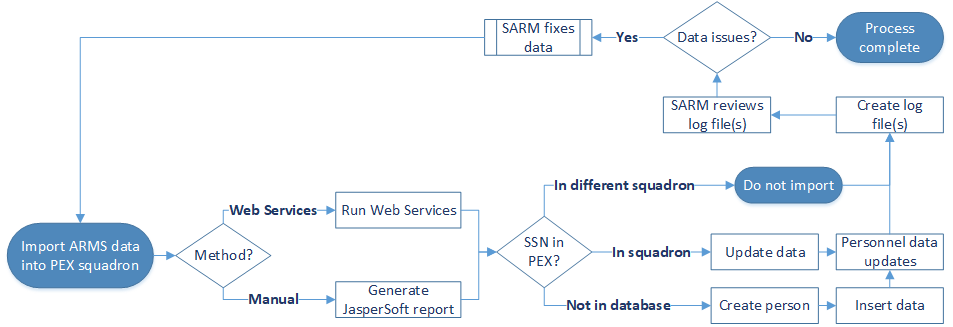 SARM fixes
data
Yes
Data issues?
No
Process
complete
SARM reviews
log file(s)
Create log
file(s)
In different squadron
Do not import
Web Services
Run Web Services
Import ARMS data
into PEX squadron
Method?
SSN in
PEX?
In squadron
Update data
Personnel data
updates
Manual
Generate
JasperSoft report
Not in database
Create person
Insert data